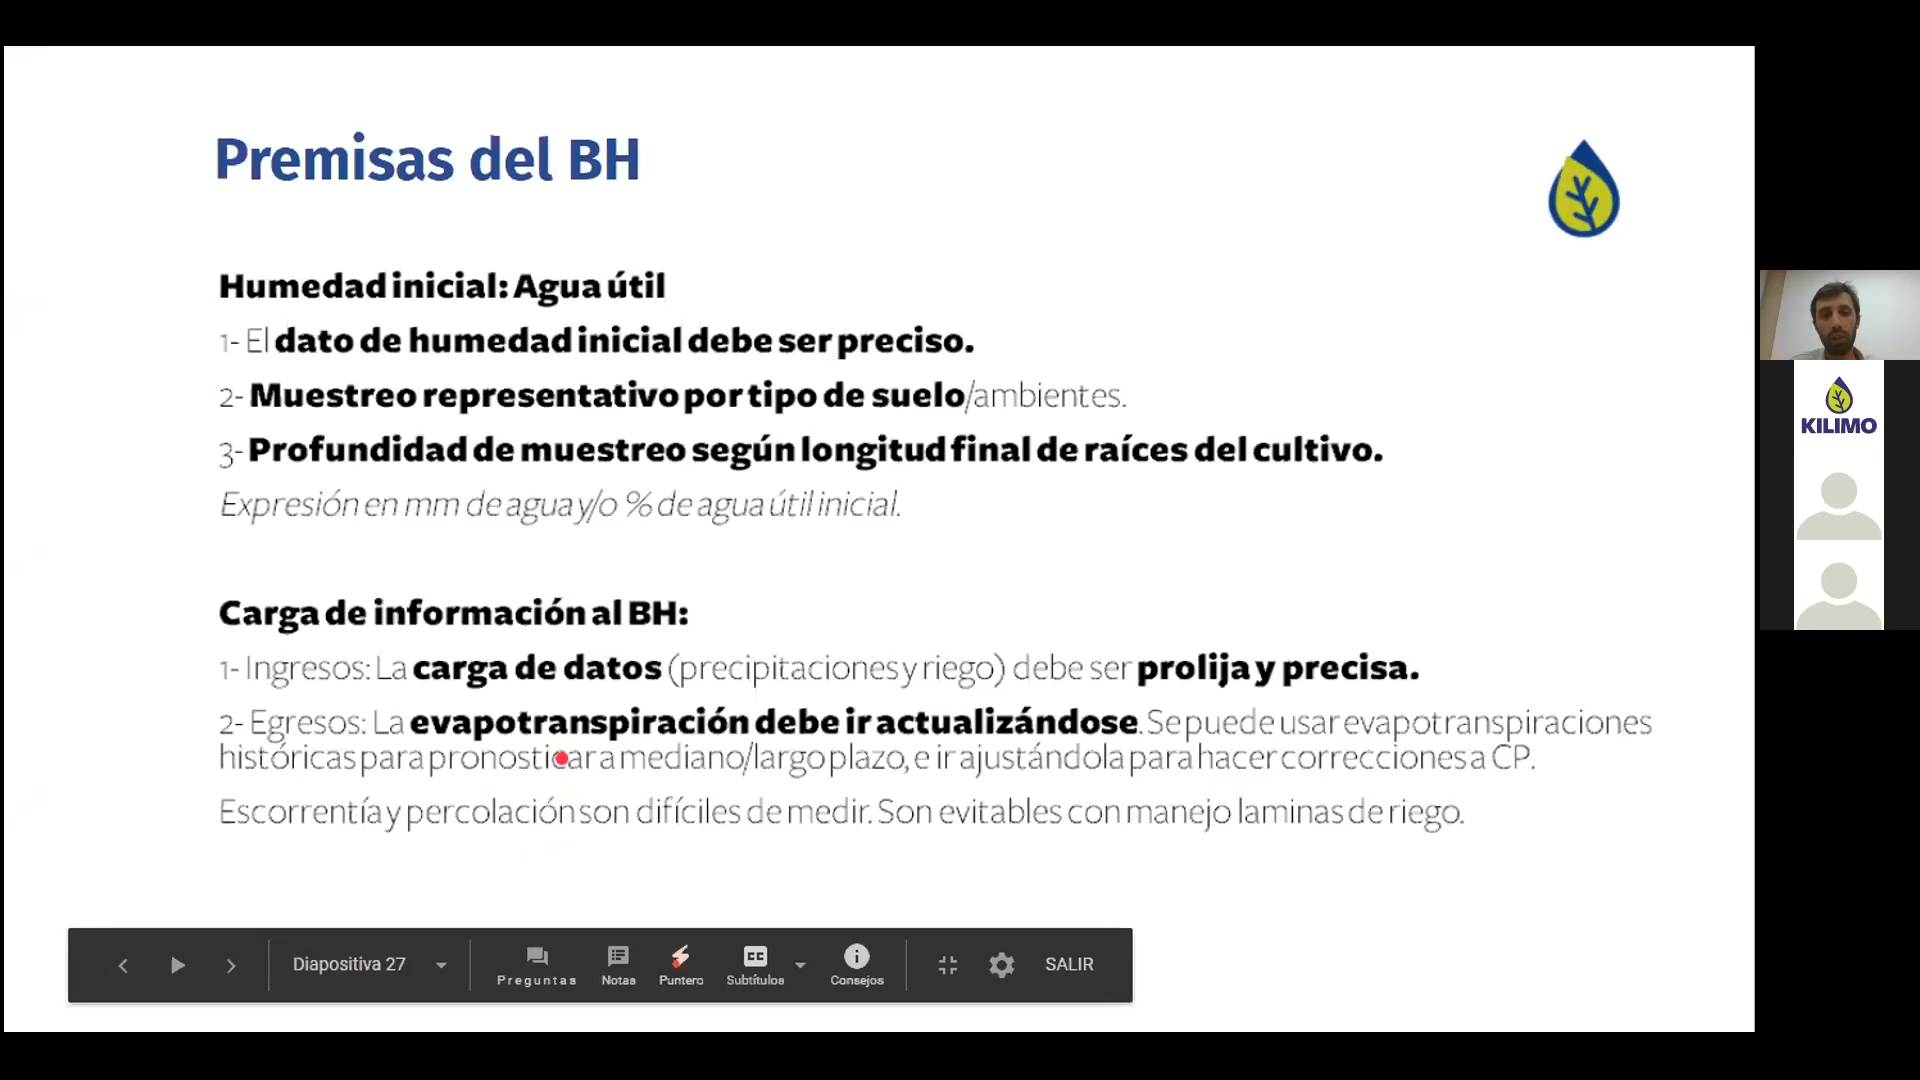 Premisas del BH
Humedad inicial: Agua útil
1- El dato de humedad inicial debe ser preciso.
2- Muestreo representativo por tipo de suelo/ambientes.
3- Profundidad de muestreo según longitud final de raíces del cultivo.
Expresión en mm de agua y/o % de agua útil inicial.
Carga de información al BH:
1- Ingresos: La carga de datos (precipitaciones y riego) debe ser prolija y precisa.
2- Egresos: La evapotranspiración debe ir actualizándose. Se puede usar evapotranspiraciones
históricas para pronosticar a mediano/largo plazo, e ir ajustándola para hacer correcciones a CP.
Escorrentía y percolación son difíciles de medir. Son evitables con manejo laminas de riego.
KILIMO
Diapositiva 27
Preguntas
Notas
Puntero
CC
Subtítulos
Consejos
SALIR